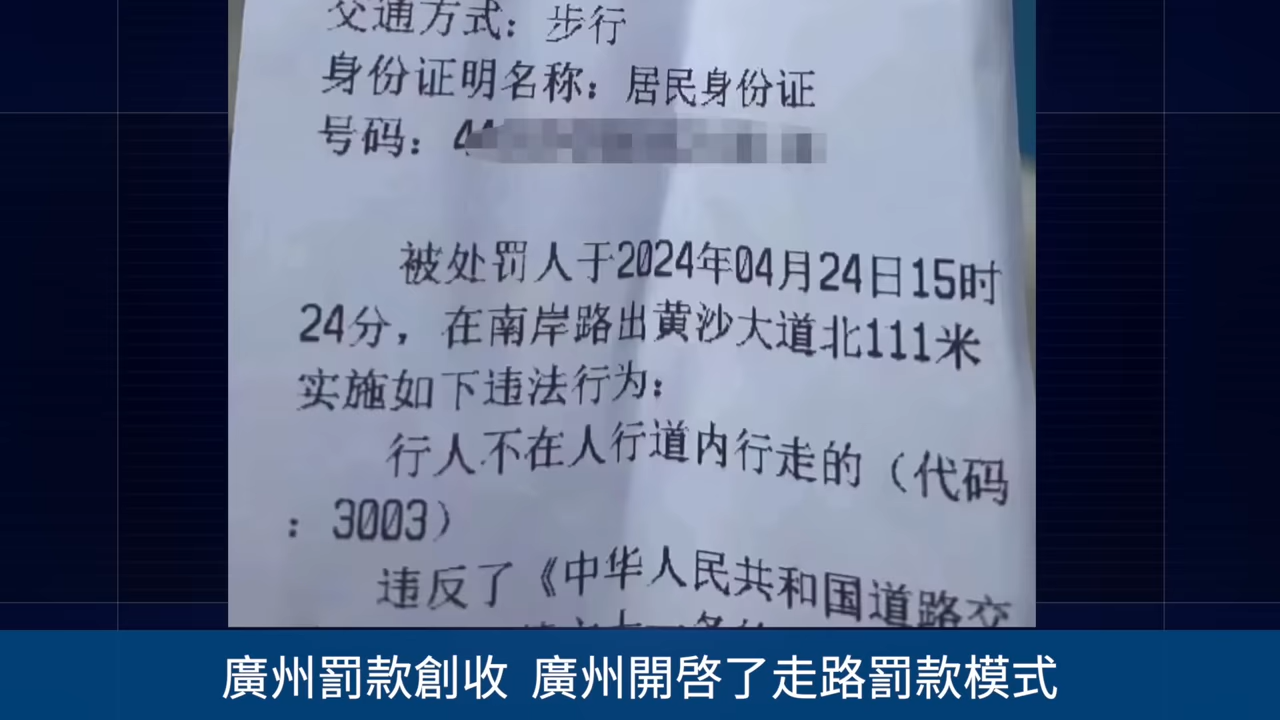 交通方式：步行
身份证明名称：居民身份证
号码：4
被处罚人于2024年04月24日15时
24分，在南岸路出黄沙大道北111米
实施如下违法行为：
行人不在人行道内行走的（代码
：3003）
违反了《中华人民共和国道路交
廣州罰款創收 廣州開啓了走路罰款模式